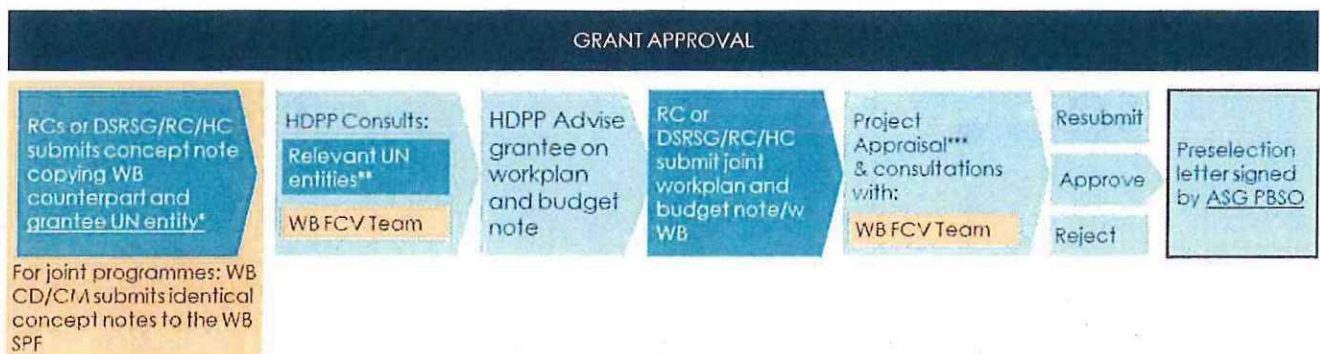 GRANT APPROVAL
RCs or DSRSG/RC/HC
submits concept note
copying WB
counterpart and
grantee UN entity*
For joint programmes: WB
CD/CM submits identical
concept notes to the WB
SPF
HDPP Consults:
Relevant UN
entities**
WB FCV Team
HDPP Advise
grantee on
workplan
and budget
note
RC or
DSRSG/RC/HC
submit joint
workplan and
budget note/w
WB
Project
Appraisal***
& consultations
with:
WB FCV Team
Resubmit
Approve
Reject
Preselection
letter signed
by ASG PBSO